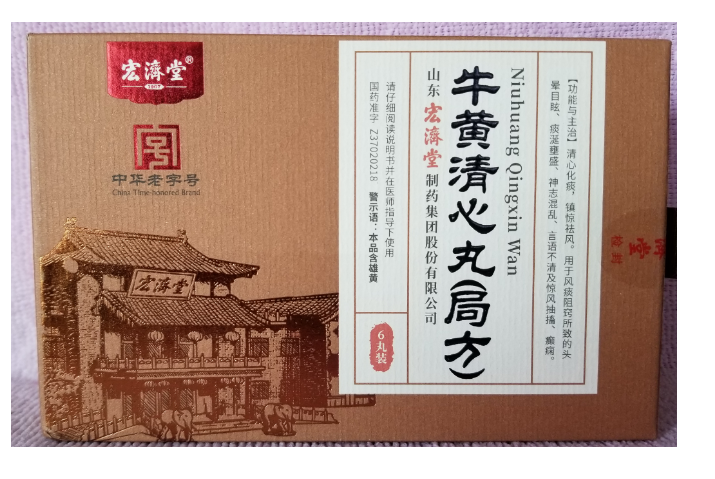 宏濟堂®
1907
中华老字号
China Time-honored Brand
宏濟堂
【功能与主治】清心化痰，镇惊祛风。用于风痰阻窍所致的头
晕目眩、痰涎壅盛、神志混乱、言语不清及惊风抽搐、癫痫。
Niuhuang Qingxin Wan
牛黄清心丸(局方)
山东宏濟堂制药集团股份有限公司
请仔细阅读说明书并在医师指导下使用
国药准字 Z37020218 警示语：本品含雄黄
6丸装
濟堂
检封